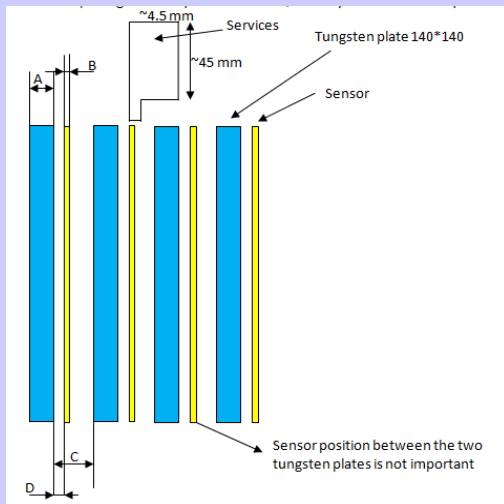 ~4.5 mm
Services
Tungsten plate 140*140
A
B
~45 mm
Sensor
C
D
Sensor position between the two
tungsten plates is not important